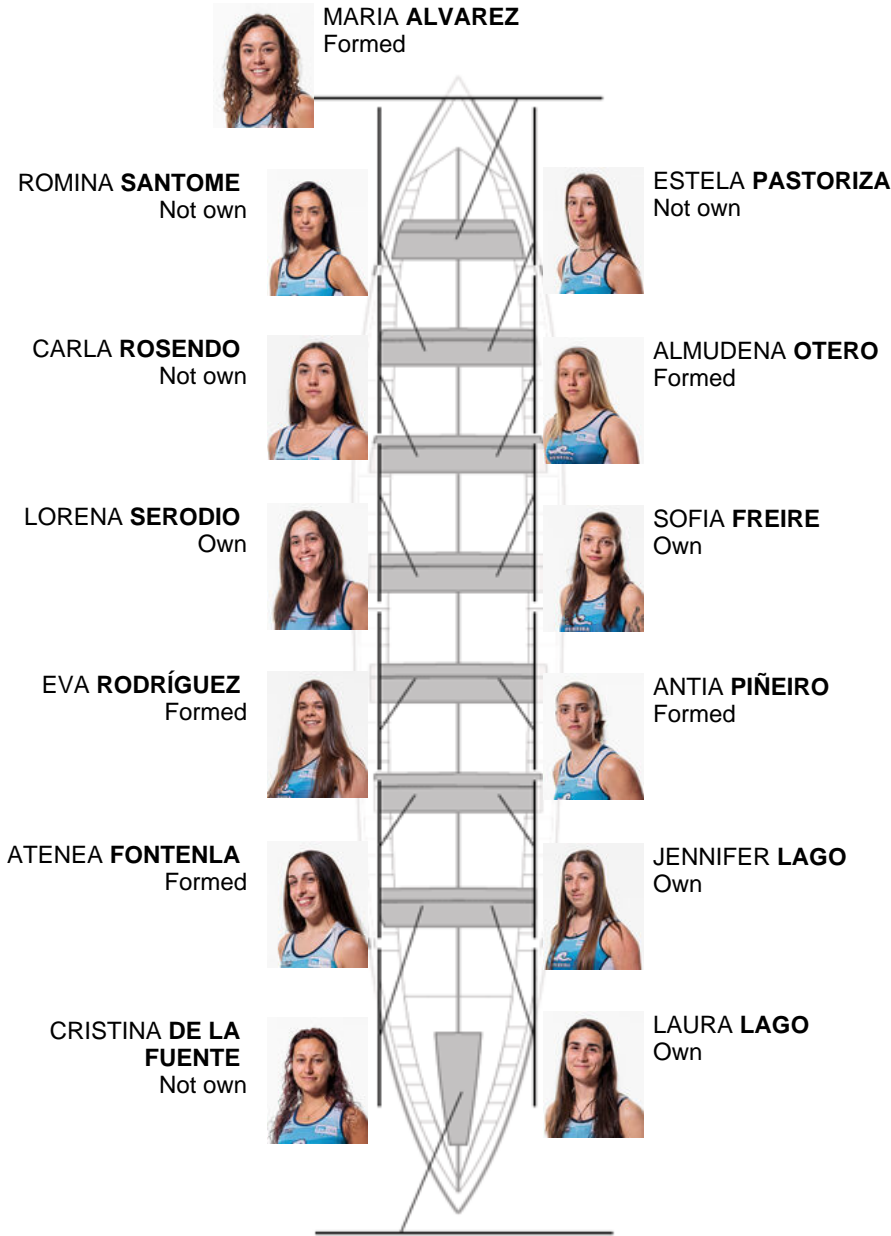 MARIA ALVAREZ
Formed
ROMINA SANTOME
Not own
ESTELA PASTORIZA
Not own
CARLA ROSENDO
Not own
ALMUDENA OTERO
Formed
LORENA SERODIO
Own
SOFIA FREIRE
Own
EVA RODRÍGUEZ
Formed
ANTIA PIÑEIRO
Formed
ATENEA FONTENLA
Formed
JENNIFER LAGO
Own
CRISTINA DE LA
FUENTE
Not own
LAURA LAGO
Own